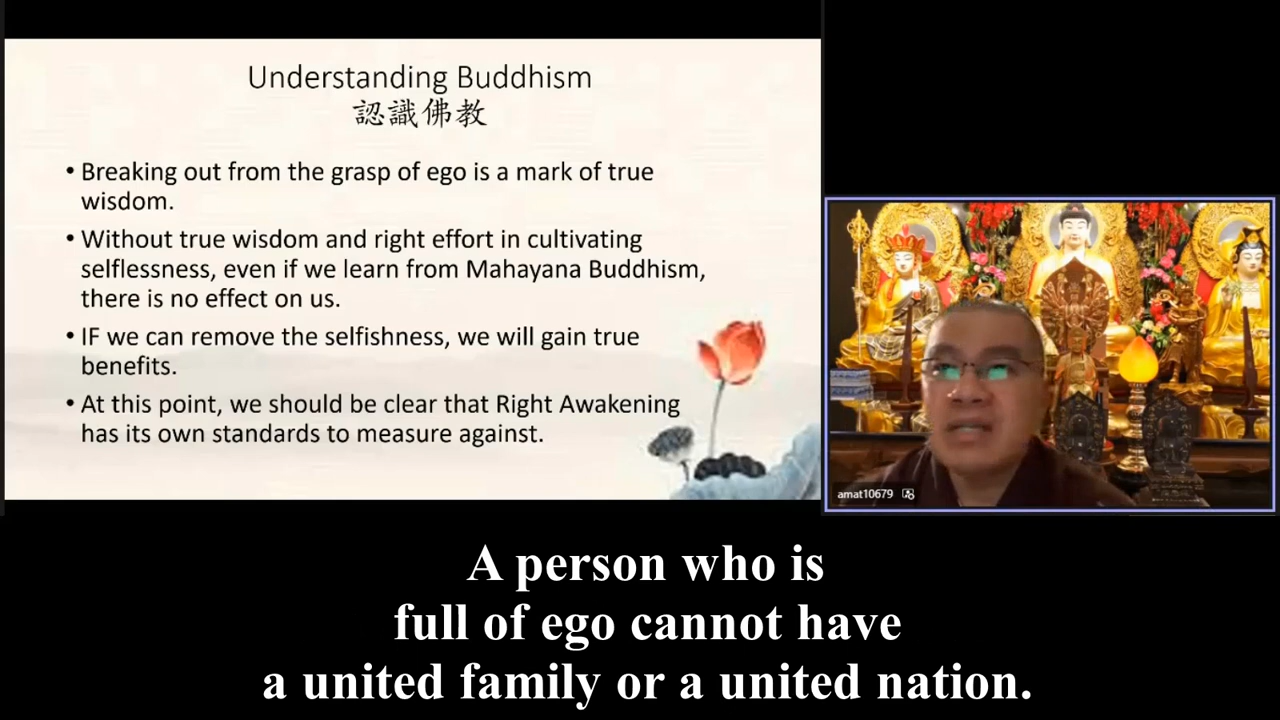 Understanding Buddhism
認識佛教
• Breaking out from the grasp of ego is a mark of true
wisdom.
• Without true wisdom and right effort in cultivating
selflessness, even if we learn from Mahayana Buddhism,
there is no effect on us.
• IF we can remove the selfishness, we will gain true
benefits.
• At this point, we should be clear that Right Awakening
has its own standards to measure against.
amat10679
A person who is
full of ego cannot have
a united family or a united nation.